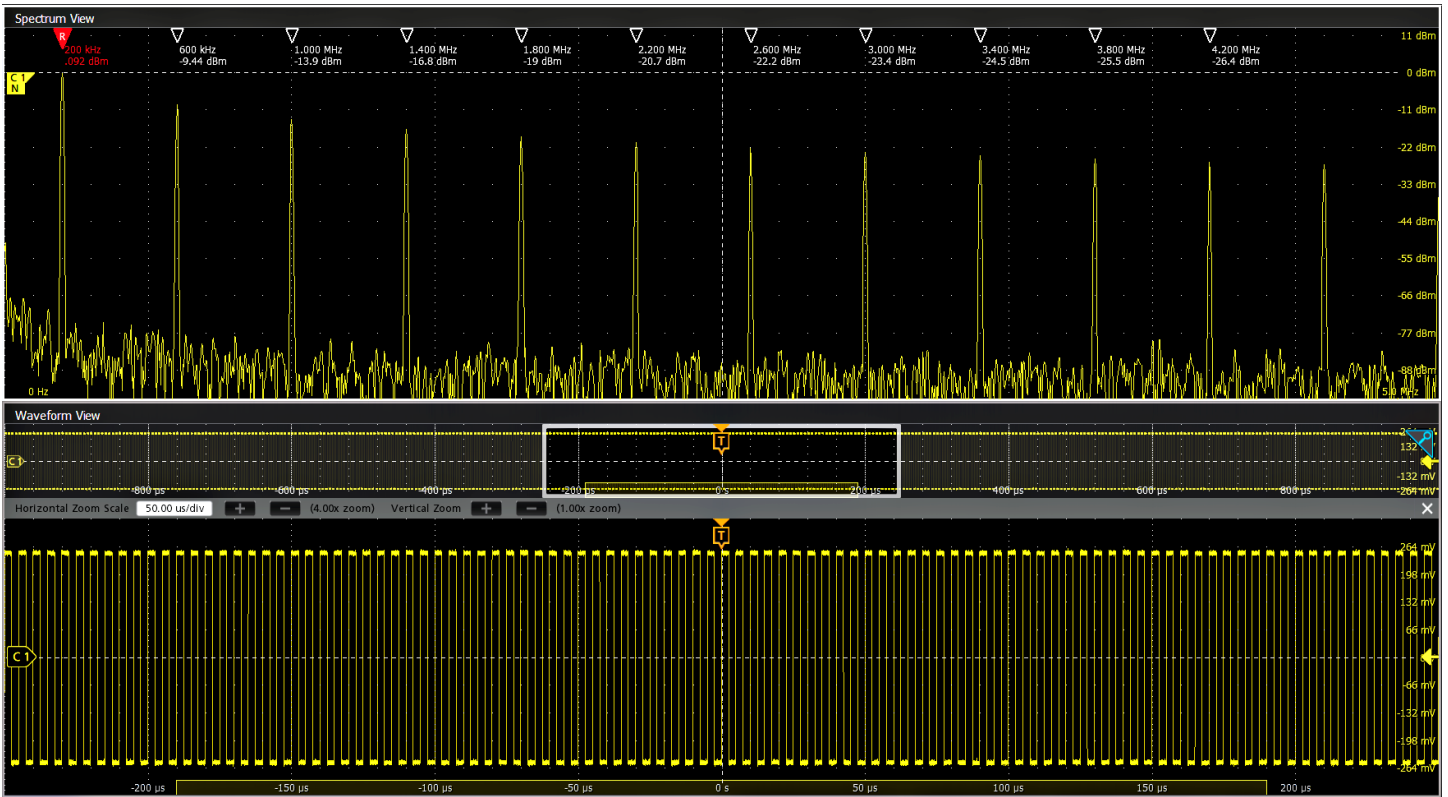 Spectrum View
R
200 kHz 600 kHz 1.000 MHz 1.400 MHz 1.800 MHz 2.200 MHz 2.600 MHz 3.000 MHz 3.400 MHz 3.800 MHz 4.200 MHz
.092 dBm -9.44 dBm -13.9 dBm -16.8 dBm -19 dBm -20.7 dBm -22.2 dBm -23.4 dBm -24.5 dBm -25.5 dBm -26.4 dBm
11 dBm
C 1
N
0 dBm
-11 dBm
-22 dBm
-33 dBm
-44 dBm
-55 dBm
-66 dBm
-77 dBm
-88 dBm
0 Hz 5.0 MHz
Waveform View
T
132
C 1
-132 mV
-264 mV
-800 µs -600 µs -400 µs -200 µs 0 s 200 µs 400 µs 600 µs 800 µs
Horizontal Zoom Scale 50.00 us/div + − (4.00x zoom) Vertical Zoom + − (1.00x zoom)
T
264 mV
198 mV
132 mV
66 mV
C 1
-66 mV
-132 mV
-198 mV
-264 mV
-200 µs -150 µs -100 µs -50 µs 0 s 50 µs 100 µs 150 µs 200 µs